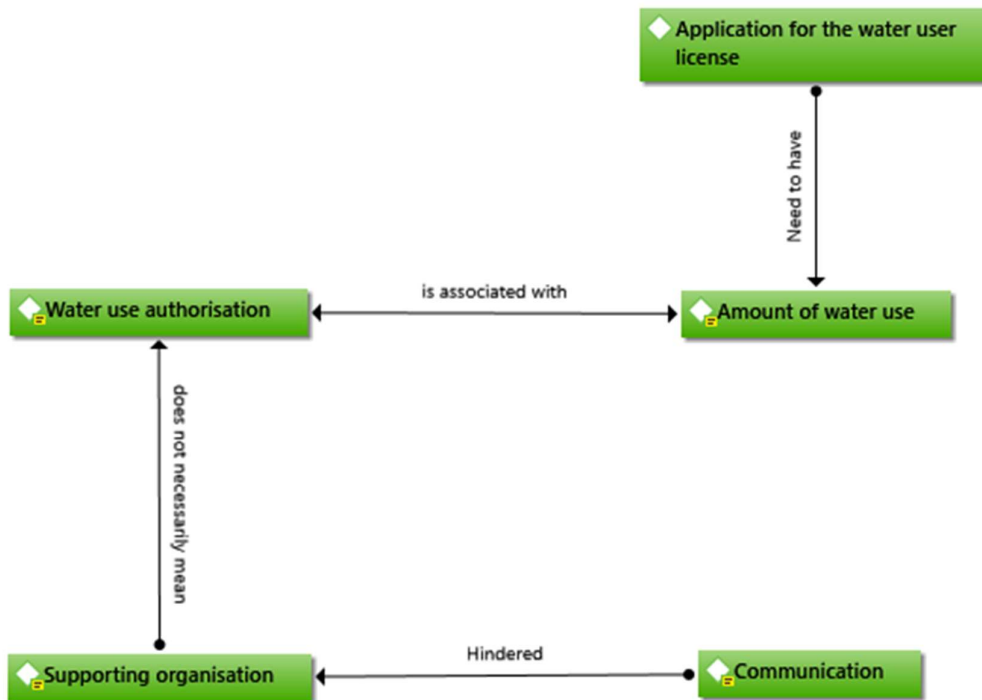 Application for the water user
license
Need to have
is associated with
Water use authorisation
Amount of water use
does not necessarily mean
Hindered
Supporting organisation
Communication